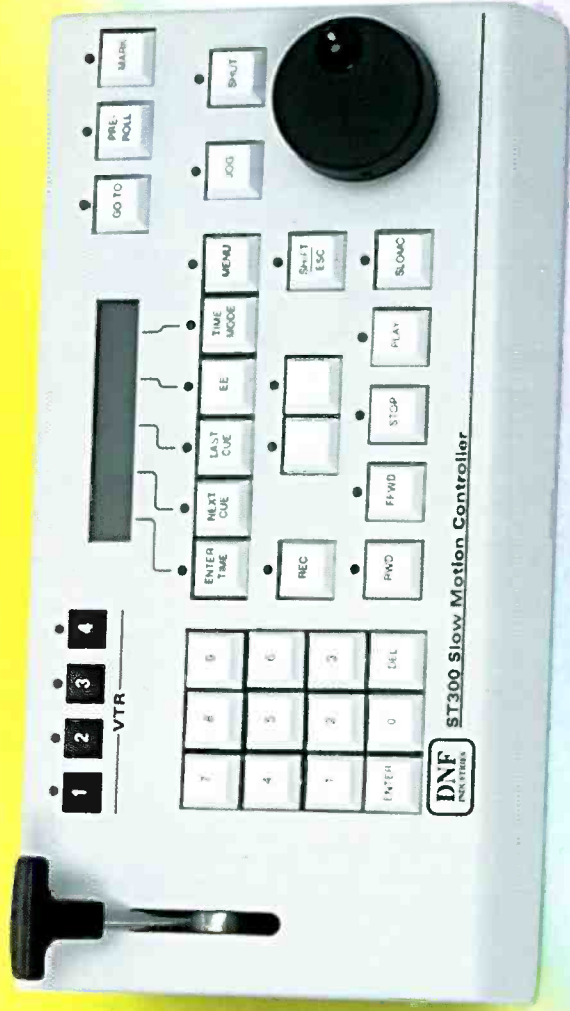 1 2 3 4
VTR
GO TO PRE-ROLL MARK
ENTER TIME NEXT CUE LAST CUE EE TIME MODE MENU
JOG SHUT
7 8 9
4 5 6
1 2 3
ENTER 0 DEL
REC
SHIFT
ESC
RWD FFWD STOP PLAY SLOMO
DNF
INDUSTRIES
ST300 Slow Motion Controller